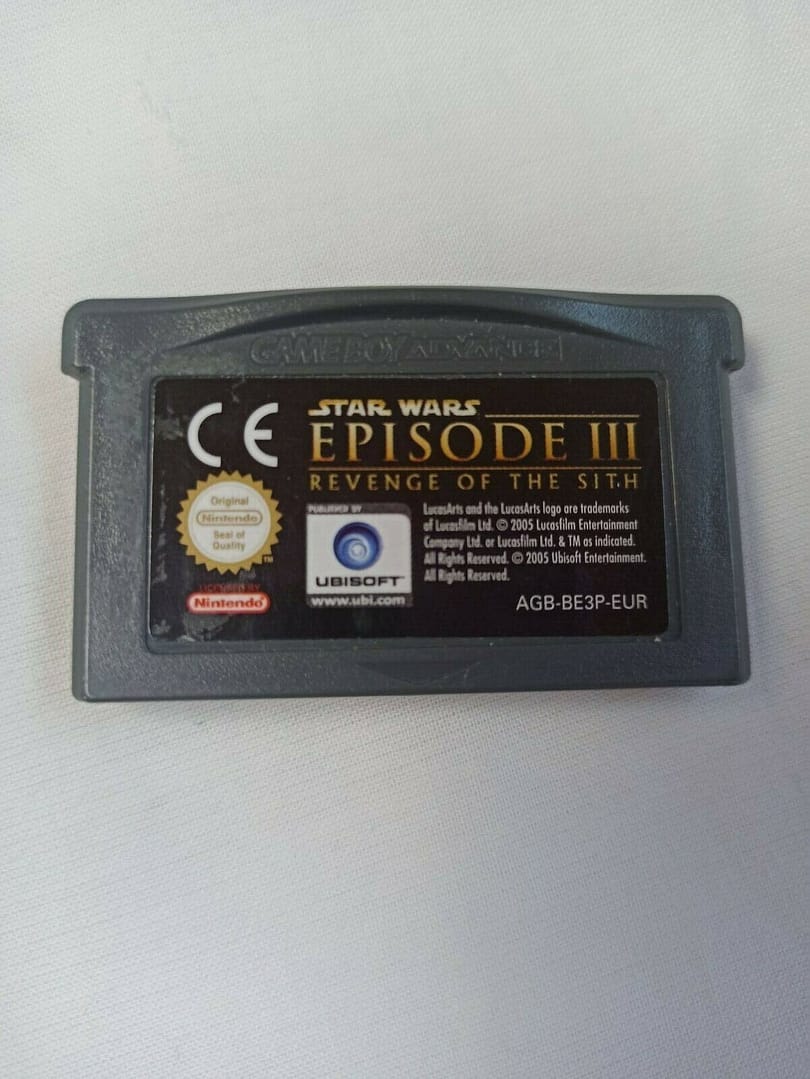 GAME BOY ADVANCE
CE
STAR WARS
EPISODE III
REVENGE OF THE SITH
Original
Nintendo
Seal of
Quality
TM
LICENSED BY
Nintendo
PUBLISHED BY
UBISOFT
www.ubi.com
LucasArts and the LucasArts logo are trademarks
of Lucasfilm Ltd. © 2005 Lucasfilm Entertainment
Company Ltd. or Lucasfilm Ltd. & TM as indicated.
All Rights Reserved. © 2005 Ubisoft Entertainment.
All Rights Reserved.
AGB-BE3P-EUR